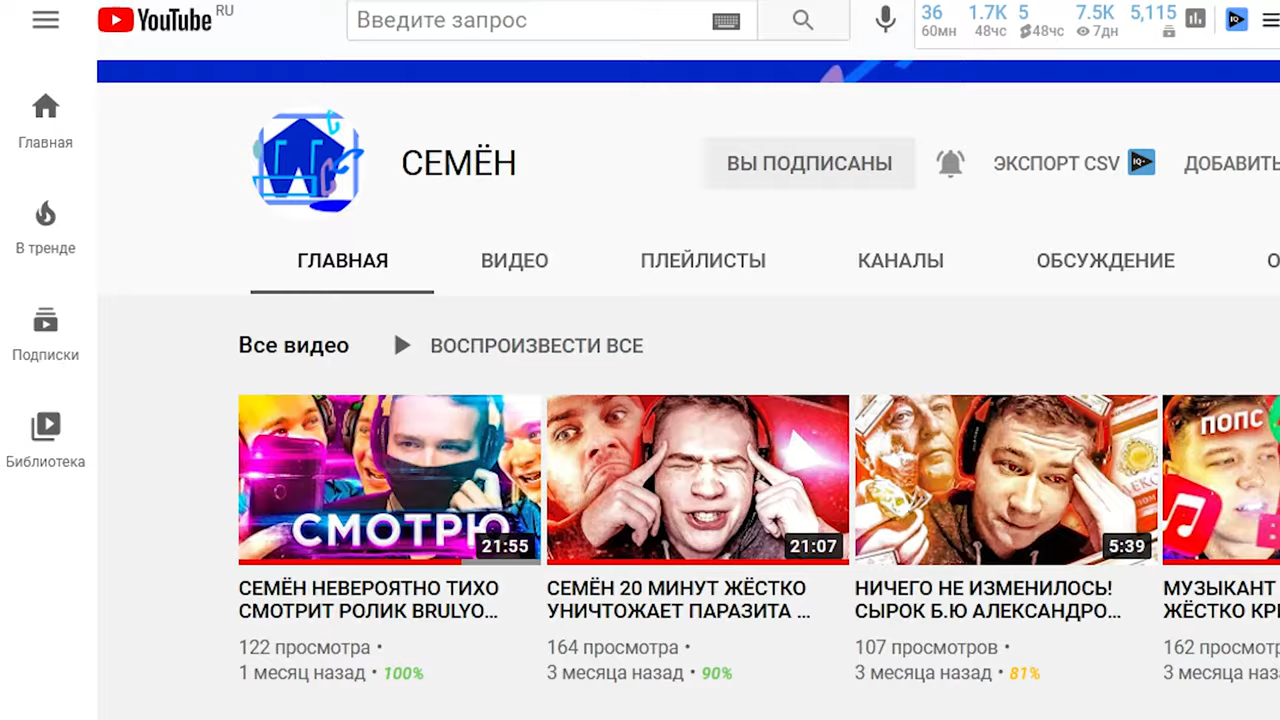 YouTube RU
Введите запрос
36 1.7K 5 7.5K 5,115
60мн 48чс 48чс 7дн
Главная
В тренде
Подписки
Библиотека
СЕМЁН
ВЫ ПОДПИСАНЫ
ЭКСПОРТ CSV IQ
ДОБАВИТЬ
ГЛАВНАЯ ВИДЕО ПЛЕЙЛИСТЫ КАНАЛЫ ОБСУЖДЕНИЕ О
Все видео ВОСПРОИЗВЕСТИ ВСЕ
СМОТРЮ
21:55
СЕМЁН НЕВЕРОЯТНО ТИХО
СМОТРИТ РОЛИК BRULYO...
122 просмотра •
1 месяц назад • 100%
21:07
СЕМЁН 20 МИНУТ ЖЁСТКО
УНИЧТОЖАЕТ ПАРАЗИТА ...
164 просмотра •
3 месяца назад • 90%
5:39
НИЧЕГО НЕ ИЗМЕНИЛОСЬ!
СЫРОК Б.Ю АЛЕКСАНДРО...
107 просмотров •
3 месяца назад • 81%
ПОПС
МУЗЫКАНТ
ЖЁСТКО КРИ
162 просмотр
3 месяца наза